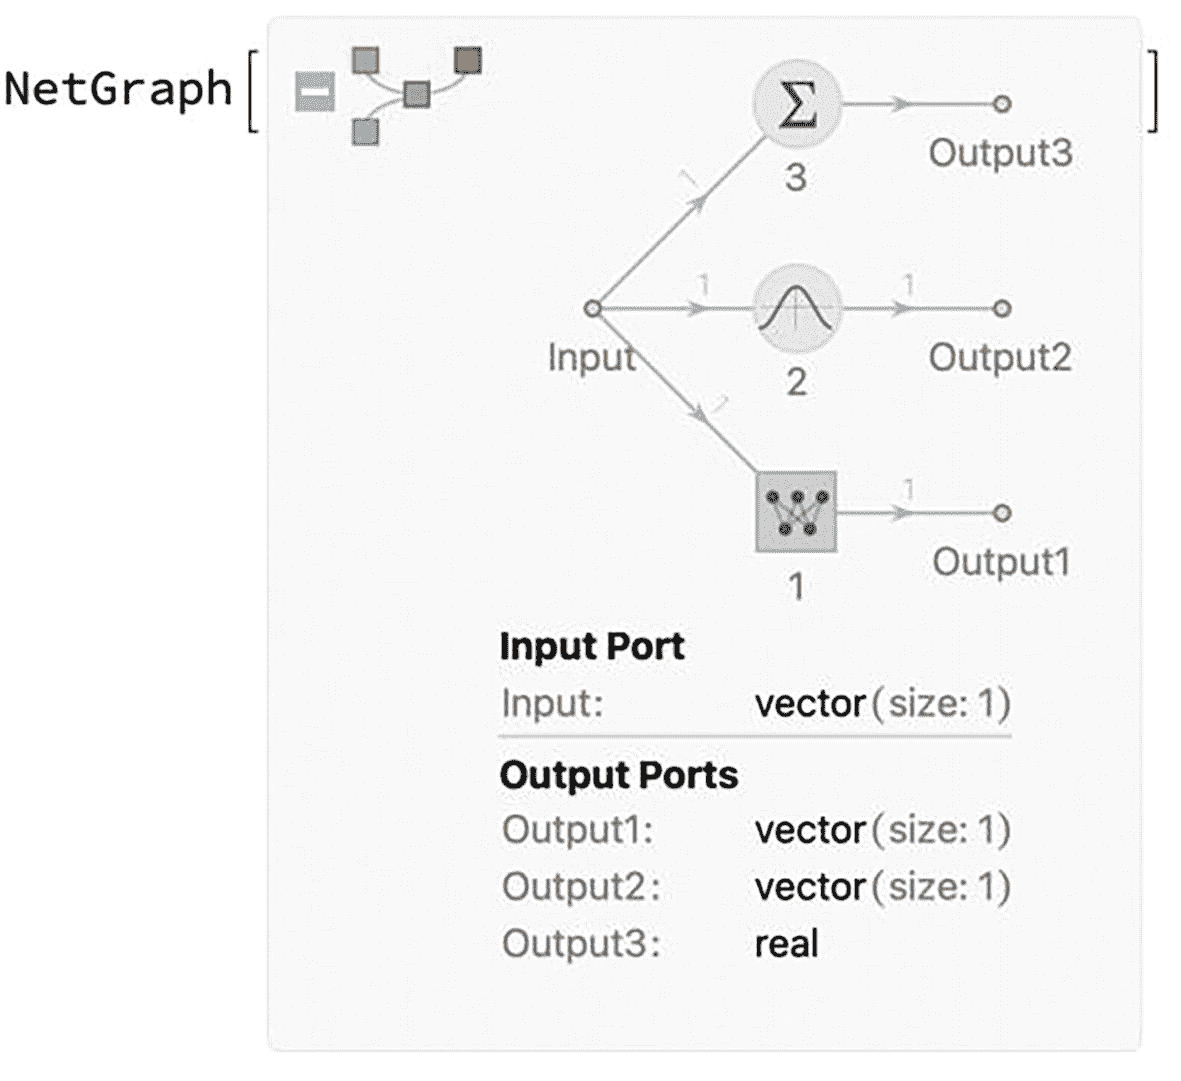 NetGraph[ ]
Σ
Output3
3
1
1
1
Input
Output2
2
1
1
Output1
1
Input Port
Input: vector(size: 1)
Output Ports
Output1: vector(size: 1)
Output2: vector(size: 1)
Output3: real